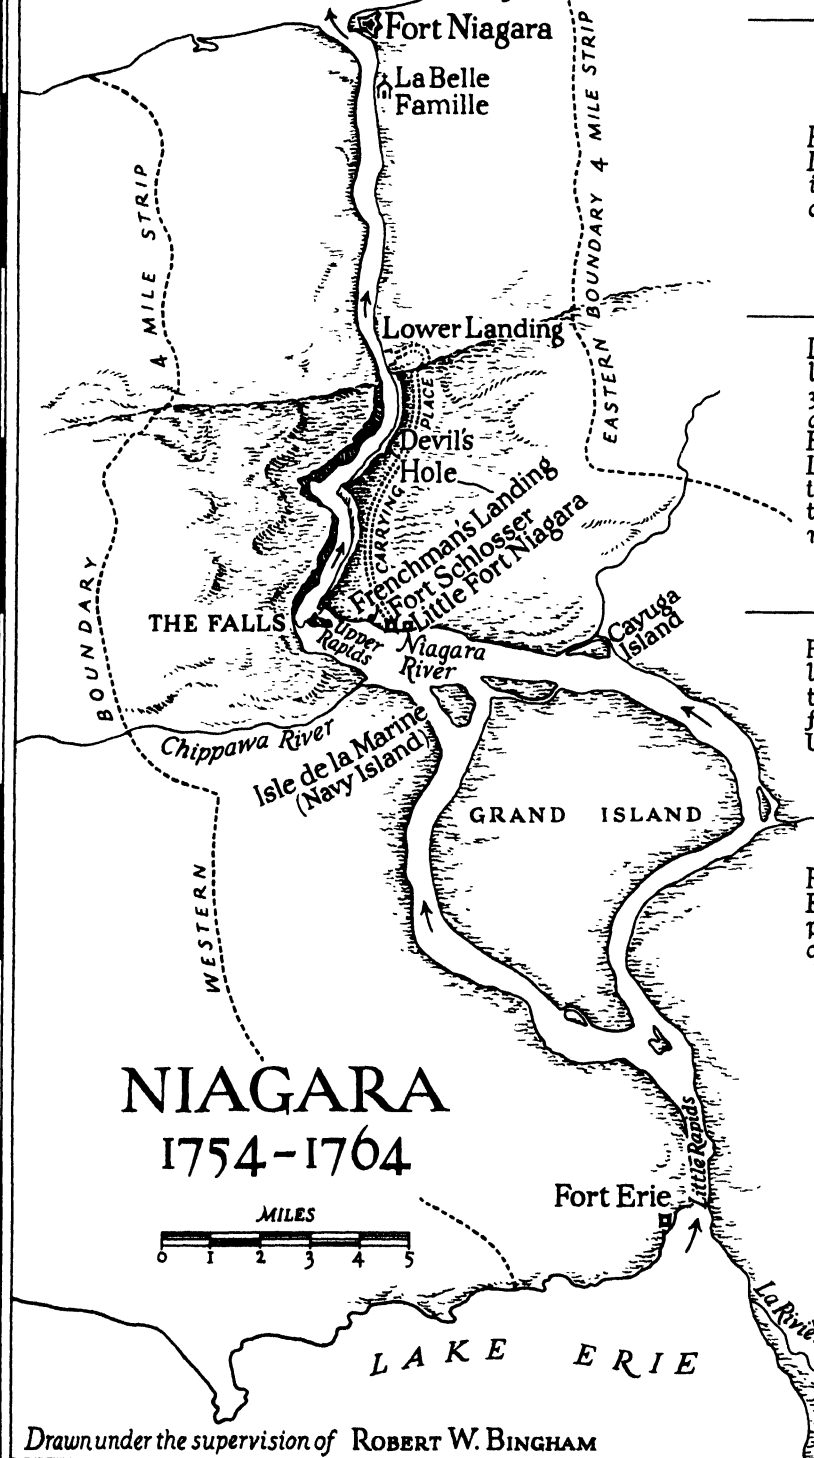 Fort Niagara
La Belle
Famille
4 MILE STRIP
EASTERN BOUNDARY 4 MILE STRIP
Lower Landing
PLACE
CARRYING
Devil's
Hole
Frenchman's Landing
Fort Schlosser
Little Fort Niagara
THE FALLS
Upper
Rapids
Niagara
River
Cayuga
Island
BOUNDARY
Chippawa River
Isle de la Marine
(Navy Island)
GRAND ISLAND
WESTERN
NIAGARA
1754-1764
MILES
0 1 2 3 4 5
Little Rapids
Fort Erie
LAKE ERIE
Drawn under the supervision of ROBERT W. BINGHAM